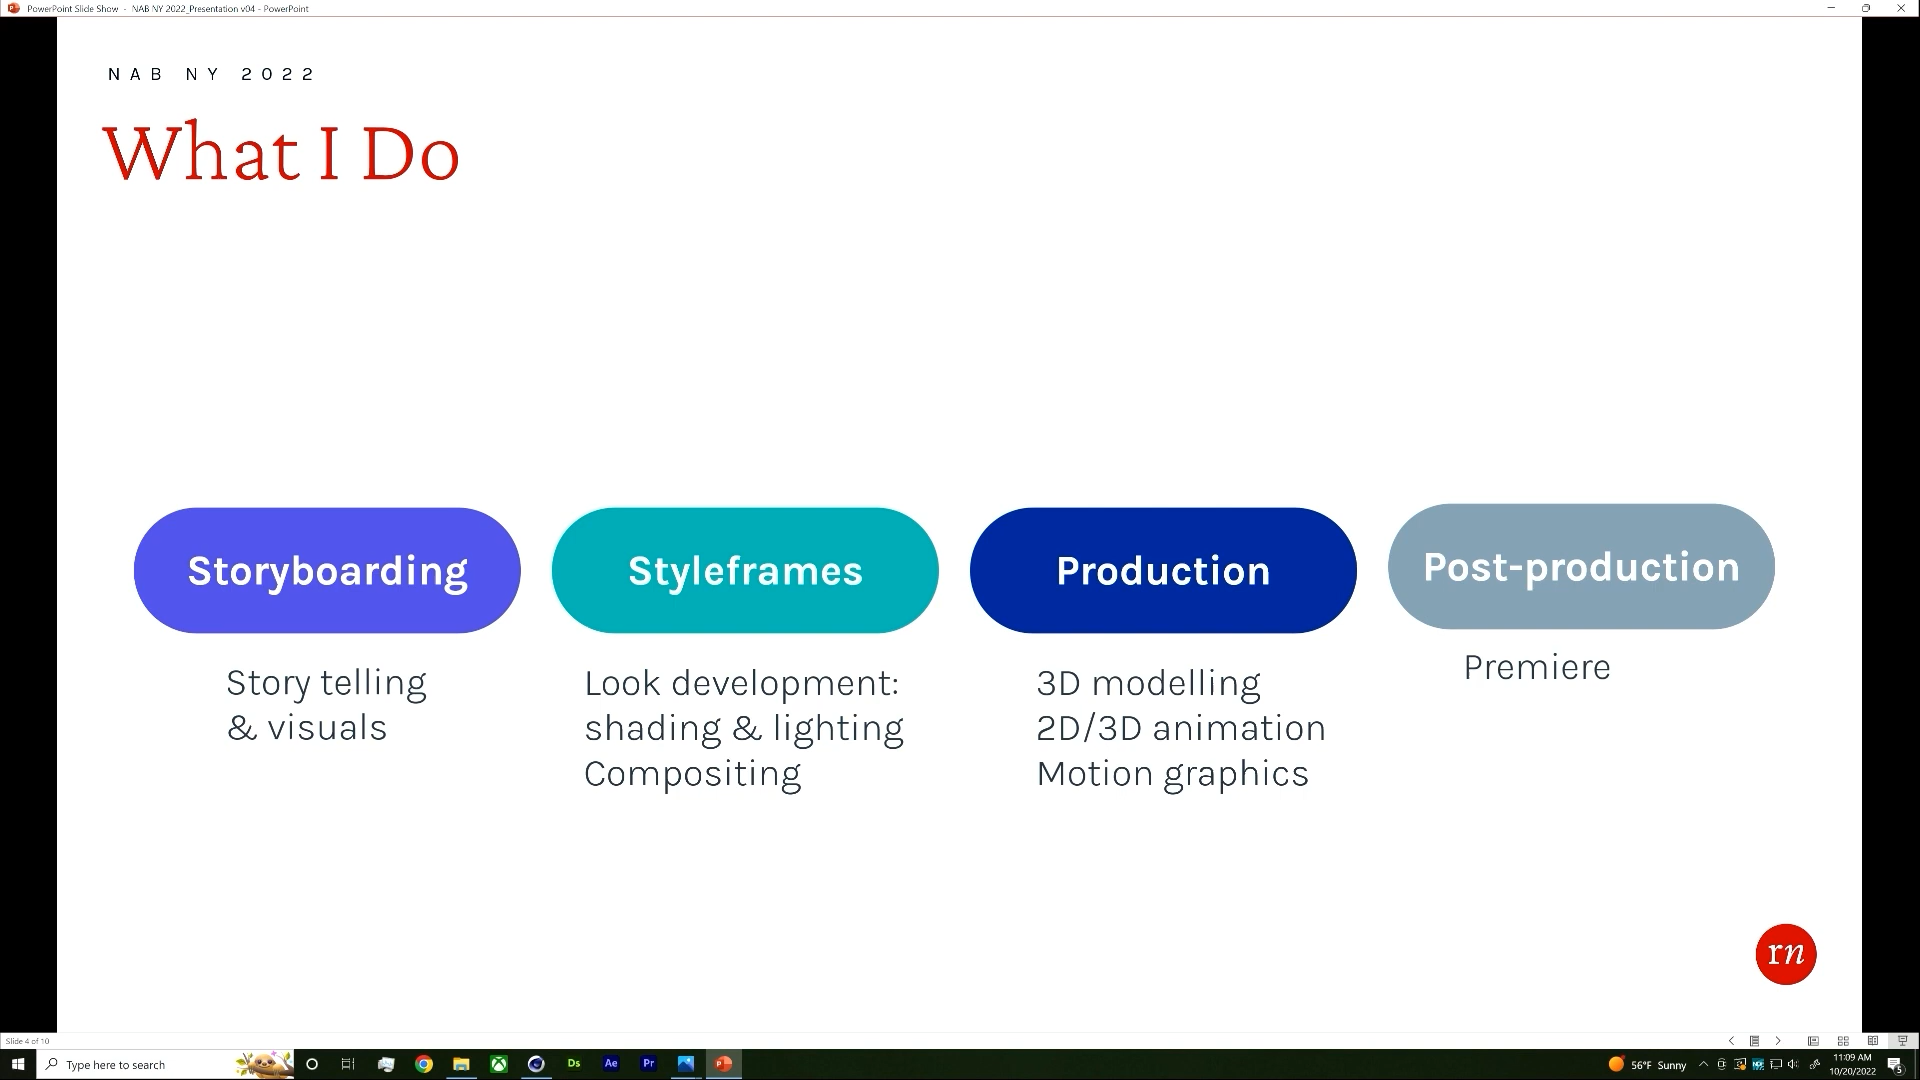 PowerPoint Slide Show - NAB NY 2022_Presentation v04 - PowerPoint
NAB NY 2022
What I Do
Storyboarding
Story telling
& visuals
Styleframes
Look development:
shading & lighting
Compositing
Production
3D modelling
2D/3D animation
Motion graphics
Post-production
Premiere
rn
Slide 4 of 10
Type here to search
Ds
Ae
Pr
56°F Sunny
11:09 AM
10/20/2022
5